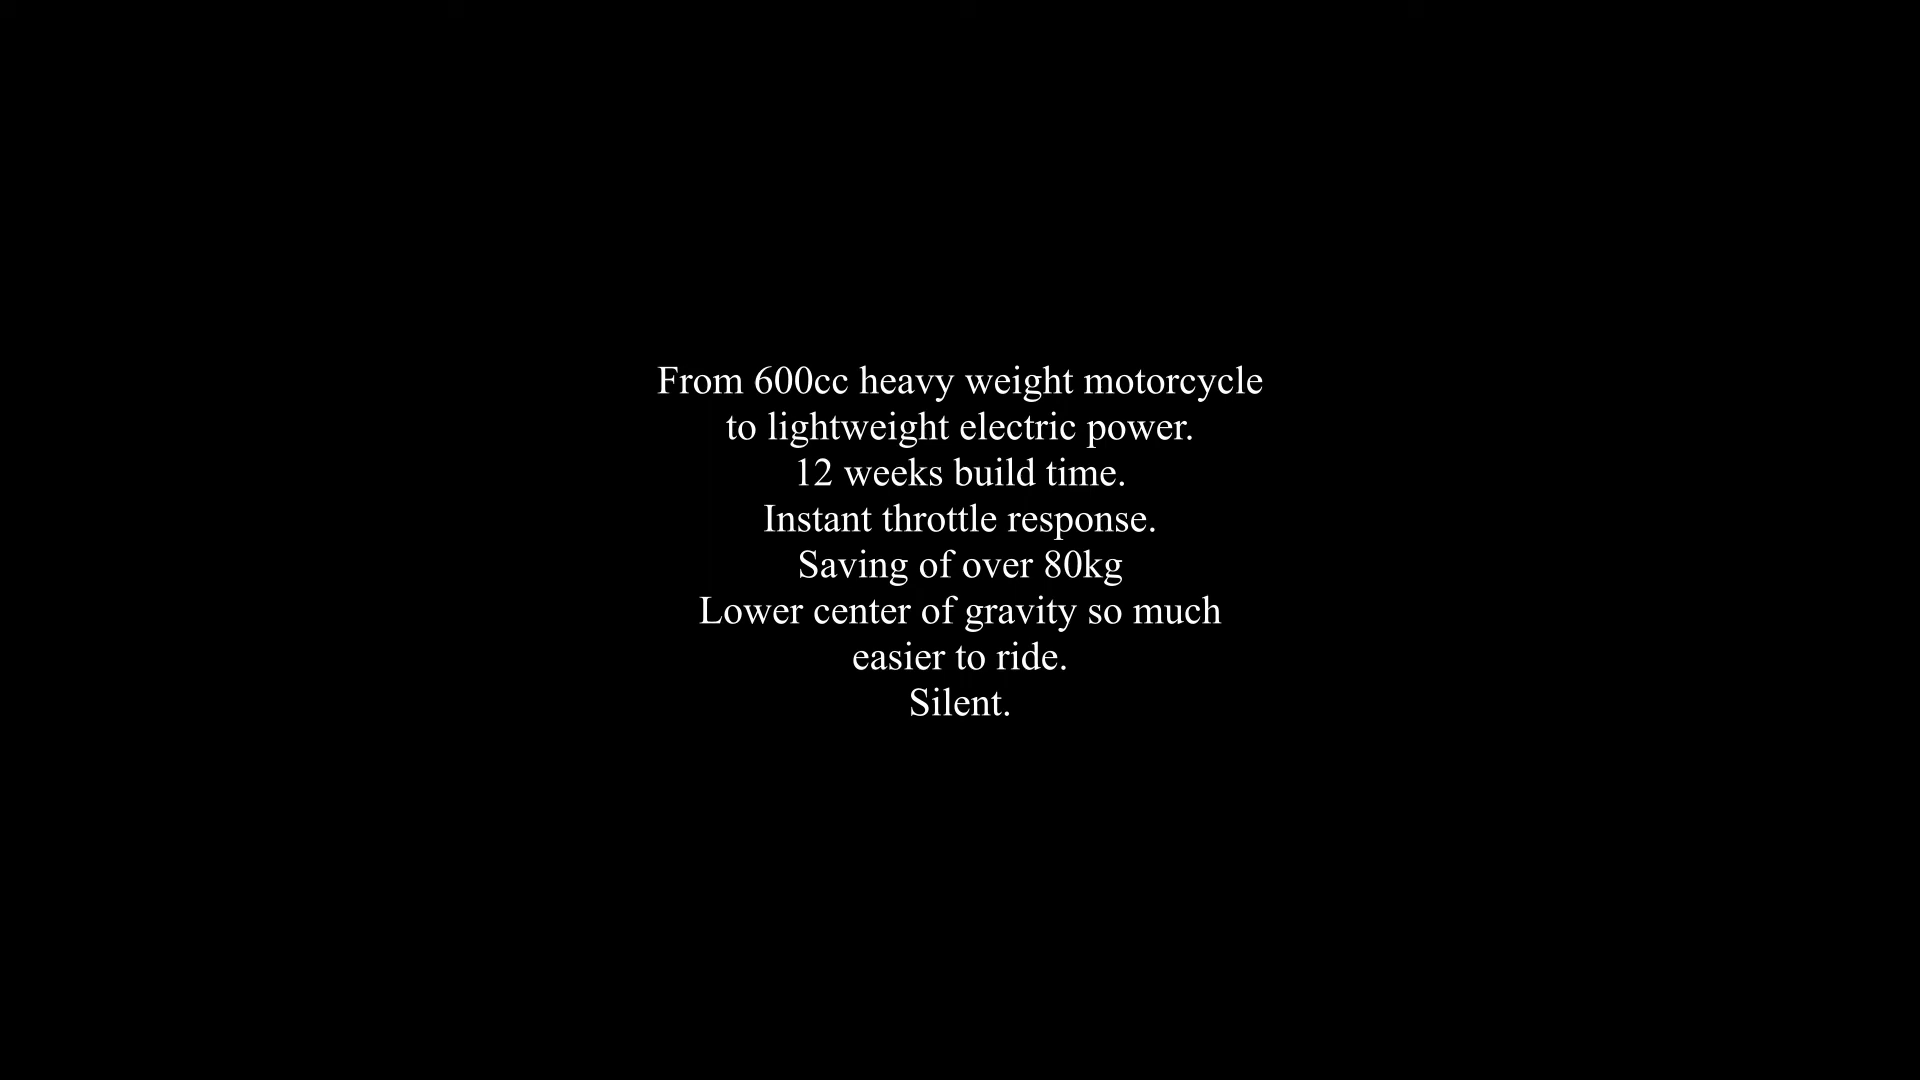 From 600cc heavy weight motorcycle
to lightweight electric power.
12 weeks build time.
Instant throttle response.
Saving of over 80kg
Lower center of gravity so much
easier to ride.
Silent.